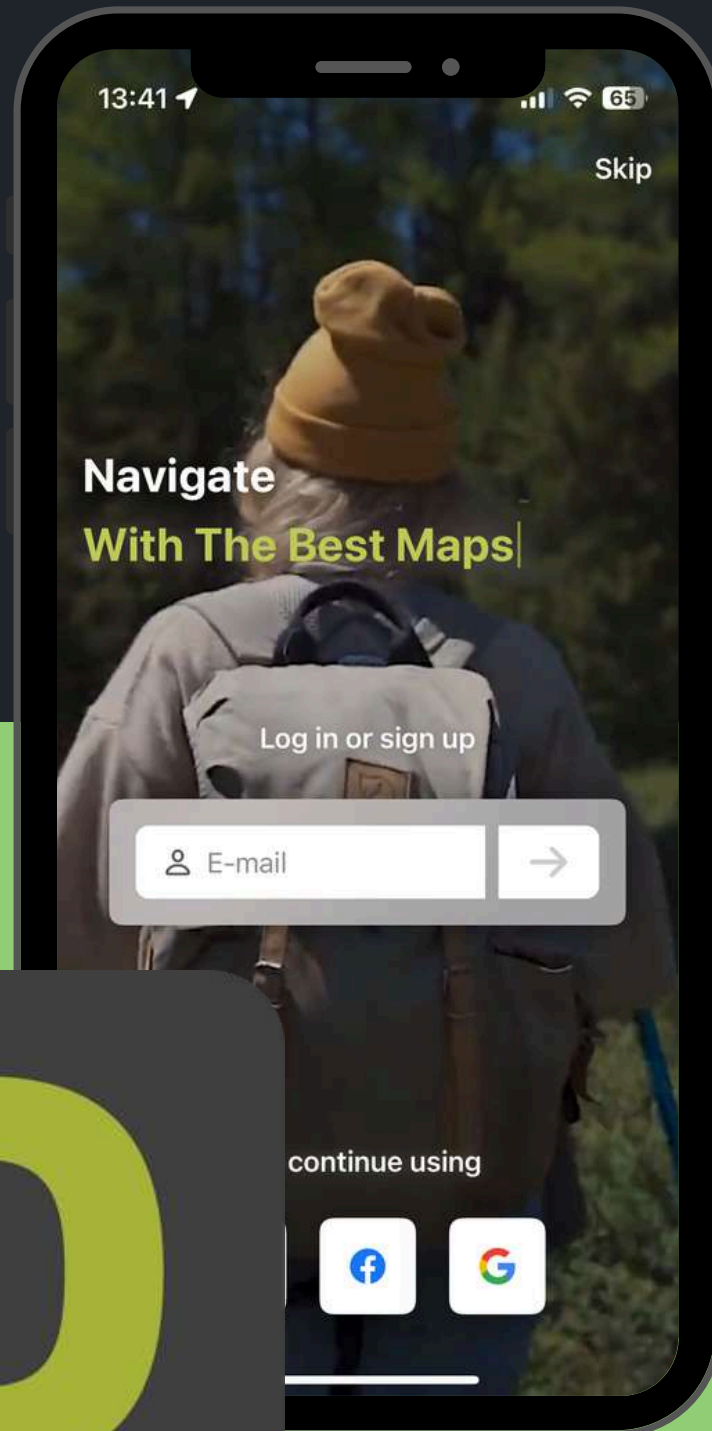 13:41
65
Skip
Navigate
With The Best Maps
Log in or sign up
E-mail
continue using